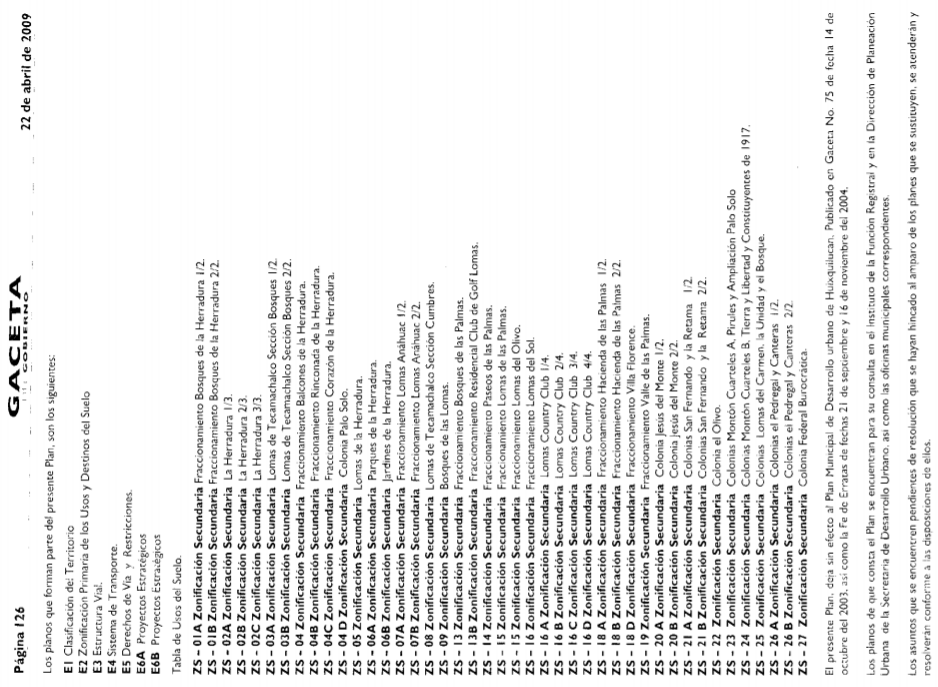 Página 126
GACETA
DEL GOBIERNO
22 de abril de 2009
Los planos que forman parte del presente Plan, son los siguientes:
E1 Clasificación del Territorio
E2 Zonificación Primaria de los Usos y Destinos del Suelo
E3 Estructura Vial.
E4 Sistema de Transporte.
E5 Derechos de Vía y Restricciones.
E6A Proyectos Estratégicos
E6B Proyectos Estratégicos
Tabla de Usos del Suelo.
ZS – 01A Zonificación Secundaria Fraccionamiento Bosques de la Herradura 1/2.
ZS – 01B Zonificación Secundaria Fraccionamiento Bosques de la Herradura 2/2.
ZS – 02A Zonificación Secundaria La Herradura 1/3.
ZS – 02B Zonificación Secundaria La Herradura 2/3.
ZS – 02C Zonificación Secundaria La Herradura 3/3.
ZS – 03A Zonificación Secundaria Lomas de Tecamachalco Sección Bosques 1/2.
ZS – 03B Zonificación Secundaria Lomas de Tecamachalco Sección Bosques 2/2.
ZS – 04 Zonificación Secundaria Fraccionamiento Balcones de la Herradura.
ZS – 04B Zonificación Secundaria Fraccionamiento Rinconada de la Herradura.
ZS – 04C Zonificación Secundaria Fraccionamiento Corazón de la Herradura.
ZS – 04 D Zonificación Secundaria Colonia Palo Solo.
ZS – 05 Zonificación Secundaria Lomas de la Herradura.
ZS – 06A Zonificación Secundaria Parques de la Herradura.
ZS – 06B Zonificación Secundaria Jardines de la Herradura.
ZS – 07A Zonificación Secundaria Fraccionamiento Lomas Anáhuac 1/2.
ZS – 07B Zonificación Secundaria Fraccionamiento Lomas Anáhuac 2/2.
ZS – 08 Zonificación Secundaria Lomas de Tecamachalco Sección Cumbres.
ZS – 09 Zonificación Secundaria Bosques de las Lomas.
ZS – 13 Zonificación Secundaria Fraccionamiento Bosques de las Palmas.
ZS – 13B Zonificación Secundaria Fraccionamiento Residencial Club de Golf Lomas.
ZS – 14 Zonificación Secundaria Fraccionamiento Paseos de las Palmas.
ZS – 15 Zonificación Secundaria Fraccionamiento Lomas de las Palmas.
ZS – 15 Zonificación Secundaria Fraccionamiento Lomas del Olivo.
ZS – 16 Zonificación Secundaria Fraccionamiento Lomas del Sol.
ZS – 16 A Zonificación Secundaria Lomas Country Club 1/4.
ZS – 16 B Zonificación Secundaria Lomas Country Club 2/4.
ZS – 16 C Zonificación Secundaria Lomas Country Club 3/4.
ZS – 16 D Zonificación Secundaria Lomas Country Club 4/4.
ZS – 18 A Zonificación Secundaria Fraccionamiento Hacienda de las Palmas 1/2.
ZS – 18 B Zonificación Secundaria Fraccionamiento Hacienda de las Palmas 2/2.
ZS – 18 D Zonificación Secundaria Fraccionamiento Villa Florence.
ZS – 19 Zonificación Secundaria Fraccionamiento Valle de las Palmas.
ZS – 20 A Zonificación Secundaria Colonia Jesús del Monte 1/2.
ZS – 20 B Zonificación Secundaria Colonia Jesús del Monte 2/2.
ZS – 21 A Zonificación Secundaria Colonias San Fernando y la Retama 1/2.
ZS – 21 B Zonificación Secundaria Colonias San Fernando y la Retama 2/2.
ZS – 22 Zonificación Secundaria Colonia el Olivo.
ZS – 23 Zonificación Secundaria Colonias Montón Cuarteles A, Pirules y Ampliación Palo Solo
ZS – 24 Zonificación Secundaria Colonias Montón Cuarteles B, Tierra y Libertad y Constituyentes de 1917.
ZS – 25 Zonificación Secundaria Colonias Lomas del Carmen, la Unidad y el Bosque.
ZS – 26 A Zonificación Secundaria Colonias el Pedregal y Canteras 1/2.
ZS – 26 B Zonificación Secundaria Colonias el Pedregal y Canteras 2/2.
ZS – 27 Zonificación Secundaria Colonia Federal Burocrática.
El presente Plan, deja sin efecto al Plan Municipal de Desarrollo urbano de Huixquilucan, Publicado en Gaceta No. 75 de fecha 14 de
octubre del 2003, así como la Fe de Erratas de fechas 21 de septiembre y 16 de noviembre del 2004.
Los planos de que consta el Plan se encuentran para su consulta en el Instituto de la Función Registral y en la Dirección de Planeación
Urbana de la Secretaría de Desarrollo Urbano, así como las oficinas municipales correspondientes.
Los asuntos que se encuentren pendientes de resolución que se hayan hincado al amparo de los planes que se sustituyen, se atenderán y
resolverán conforme a las disposiciones de ellos.